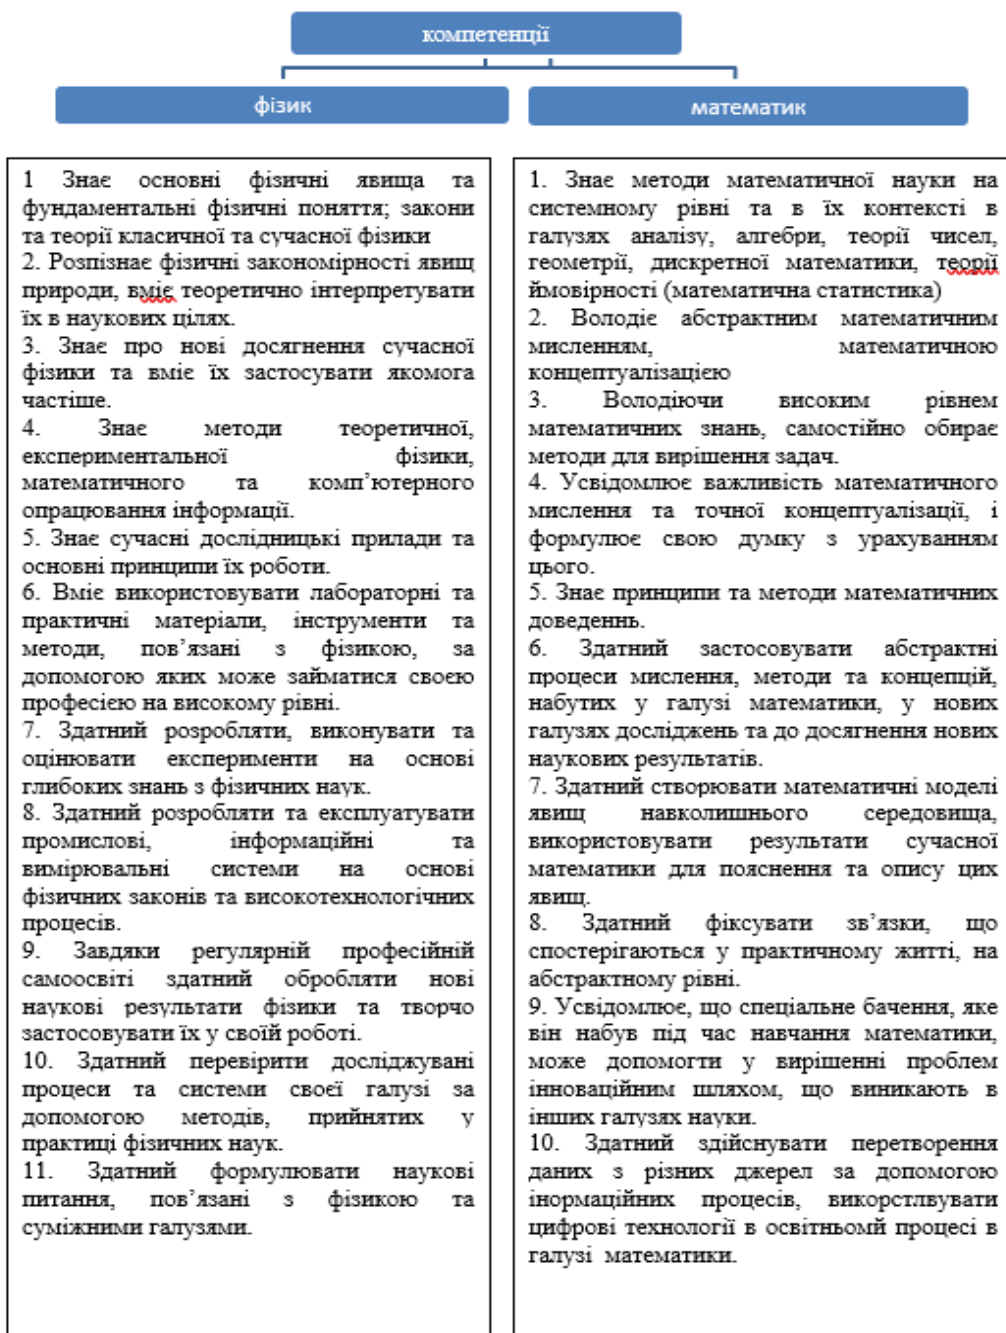 компетенції
фізик
математик
1 Знає основні фізичні явища та
фундаментальні фізичні поняття; закони
та теорії класичної та сучасної фізики
2. Розпізнає фізичні закономірності явищ
природи, вміє теоретично інтерпретувати
їх в наукових цілях.
3. Знає про нові досягнення сучасної
фізики та вміє їх застосувати якомога
частіше.
4. Знає методи теоретичної,
експериментальної фізики,
математичного та комп’ютерного
опрацювання інформації.
5. Знає сучасні дослідницькі прилади та
основні принципи їх роботи.
6. Вміє використовувати лабораторні та
практичні матеріали, інструменти та
методи, пов’язані з фізикою, за
допомогою яких може займатися своєю
професією на високому рівні.
7. Здатний розробляти, виконувати та
оцінювати експерименти на основі
глибоких знань з фізичних наук.
8. Здатний розробляти та експлуатувати
промислові, інформаційні та
вимірювальні системи на основі
фізичних законів та високотехнологічних
процесів.
9. Завдяки регулярній професійній
самоосвіті здатний обробляти нові
наукові результати фізики та творчо
застосовувати їх у своїй роботі.
10. Здатний перевірити досліджувані
процеси та системи своєї галузі за
допомогою методів, прийнятих у
практиці фізичних наук.
11. Здатний формулювати наукові
питання, пов’язані з фізикою та
суміжними галузями.
1. Знає методи математичної науки на
системному рівні та в їх контексті в
галузях аналізу, алгебри, теорії чисел,
геометрії, дискретної математики, теорії
ймовірності (математична статистика)
2. Володіє абстрактним математичним
мисленням, математичною
концептуалізацією
3. Володіючи високим рівнем
математичних знань, самостійно обирає
методи для вирішення задач.
4. Усвідомлює важливість математичного
мислення та точної концептуалізації, і
формулює свою думку з урахуванням
цього.
5. Знає принципи та методи математичних
доведеннь.
6. Здатний застосовувати абстрактні
процеси мислення, методи та концепцій,
набутих у галузі математики, у нових
галузях досліджень та до досягнення нових
наукових результатів.
7. Здатний створювати математичні моделі
явищ навколишнього середовища,
використовувати результати сучасної
математики для пояснення та опису цих
явищ.
8. Здатний фіксувати зв’язки, що
спостерігаються у практичному житті, на
абстрактному рівні.
9. Усвідомлює, що спеціальне бачення, яке
він набув під час навчання математики,
може допомогти у вирішенні проблем
інноваційним шляхом, що виникають в
інших галузях науки.
10. Здатний здійснувати перетворення
даних з різних джерел за допомогою
інормаційних процесів, викорстлвувати
цифрові технології в освітньомй процесі в
галузі математики.